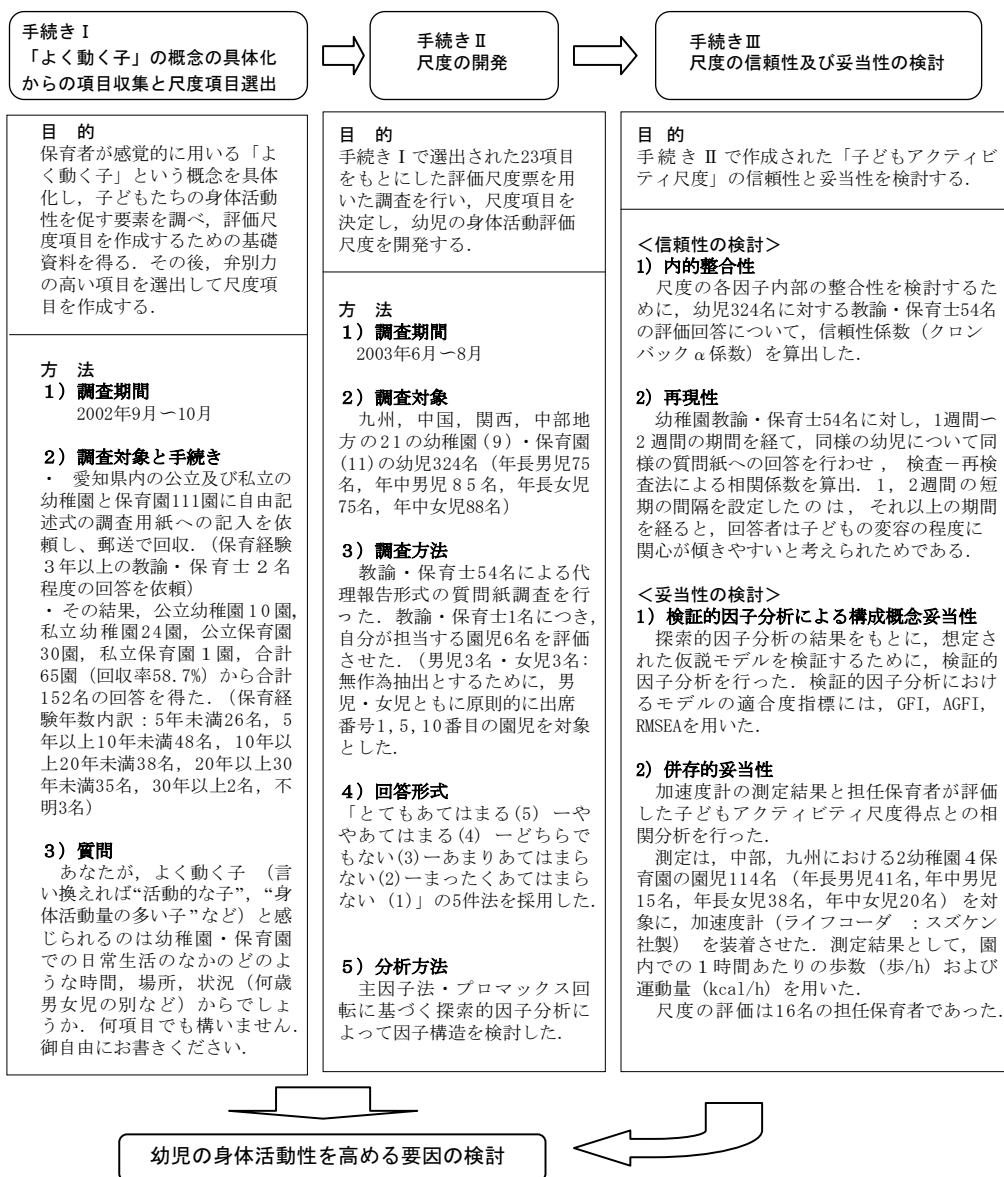 手続きⅠ
「よく動く子」の概念の具体化
からの項目収集と尺度項目選出
手続きⅡ
尺度の開発
手続きⅢ
尺度の信頼性及び妥当性の検討
目 的
保育者が感覚的に用いる「よ
く動く子」という概念を具体
化し，子どもたちの身体活動
性を促す要素を調べ，評価尺
度項目を作成するための基礎
資料を得る．その後，弁別力
の高い項目を選出して尺度項
目を作成する．
方 法
１）調査期間
2002年9月〜10月
２）調査対象と手続き
・ 愛知県内の公立及び私立の
幼稚園と保育園111園に自由記
述式の調査用紙への記入を依
頼し、郵送で回収．（保育経験
３年以上の教諭・保育士２名
程度の回答を依頼）
・その結果，公立幼稚園10園，
私立幼稚園24園，公立保育園
30園，私立保育園１園，合計
65園（回収率58.7%）から合計
152名の回答を得た．（保育経
験年数内訳：5年未満26名，5
年以上10年未満48名，10年以
上20年未満38名，20年以上30
年未満35名，30年以上2名，不
明3名）
３）質問
あなたが，よく動く子 （言
い換えれば“活動的な子”，“身
体活動量の多い子”など）と感
じられるのは幼稚園・保育園
での日常生活のなかのどのよ
うな時間，場所，状況（何歳
男女児の別など）からでしょ
うか．何項目でも構いません．
御自由にお書きください．
目 的
手続きⅠで選出された23項目
をもとにした評価尺度票を用
いた調査を行い，尺度項目を
決定し，幼児の身体活動評価
尺度を開発する．
方 法
１）調査期間
2003年6月〜8月
２）調査対象
九州，中国，関西，中部地
方の21の幼稚園(9)・保育園
(11)の幼児324名（年長男児75
名，年中男児８５名，年長女児
75名，年中女児88名）
３）調査方法
教諭・保育士54名による代
理報告形式の質問紙調査を行
った．教諭・保育士1名につき，
自分が担当する園児6名を評価
させた．（男児3名・女児3名：
無作為抽出とするために，男
児・女児ともに原則的に出席
番号1，5，10番目の園児を対象
とした．
４）回答形式
「とてもあてはまる(5) ーや
やあてはまる(4) ーどちらで
もない(3)ーあまりあてはまら
ない(2)ーまったくあてはまら
ない（1）」の5件法を採用した．
５）分析方法
主因子法・プロマックス回
転に基づく探索的因子分析に
よって因子構造を検討した．
目 的
手続きⅡで作成された「子どもアクティビ
ティ尺度」の信頼性と妥当性を検討する．
＜信頼性の検討＞
1）内的整合性
尺度の各因子内部の整合性を検討するた
めに，幼児324名に対する教諭・保育士54名
の評価回答について，信頼性係数（クロン
バックα係数）を算出した．
2）再現性
幼稚園教諭・保育士54名に対し，1週間〜
２週間の期間を経て，同様の幼児について同
様の質問紙への回答を行わせ，検査－再検
査法による相関係数を算出．1，2週間の短
期の間隔を設定したのは，それ以上の期間
を経ると，回答者は子どもの変容の程度に
関心が傾きやすいと考えられためである．
＜妥当性の検討＞
1）検証的因子分析による構成概念妥当性
探索的因子分析の結果をもとに，想定さ
れた仮説モデルを検証するために，検証的
因子分析を行った．検証的因子分析におけ
るモデルの適合度指標には，GFI，AGFI，
RMSEAを用いた．
2）併存的妥当性
加速度計の測定結果と担任保育者が評価
した子どもアクティビティ尺度得点との相
関分析を行った．
測定は，中部，九州における2幼稚園４保
育園の園児114名（年長男児41名，年中男児
15名，年長女児38名，年中女児20名）を対
象に，加速度計（ライフコーダ ：スズケン
社製） を装着させた．測定結果として，園
内での１時間あたりの歩数（歩/h）および
運動量（kcal/h）を用いた．
尺度の評価は16名の担任保育者であった．
幼児の身体活動性を高める要因の検討